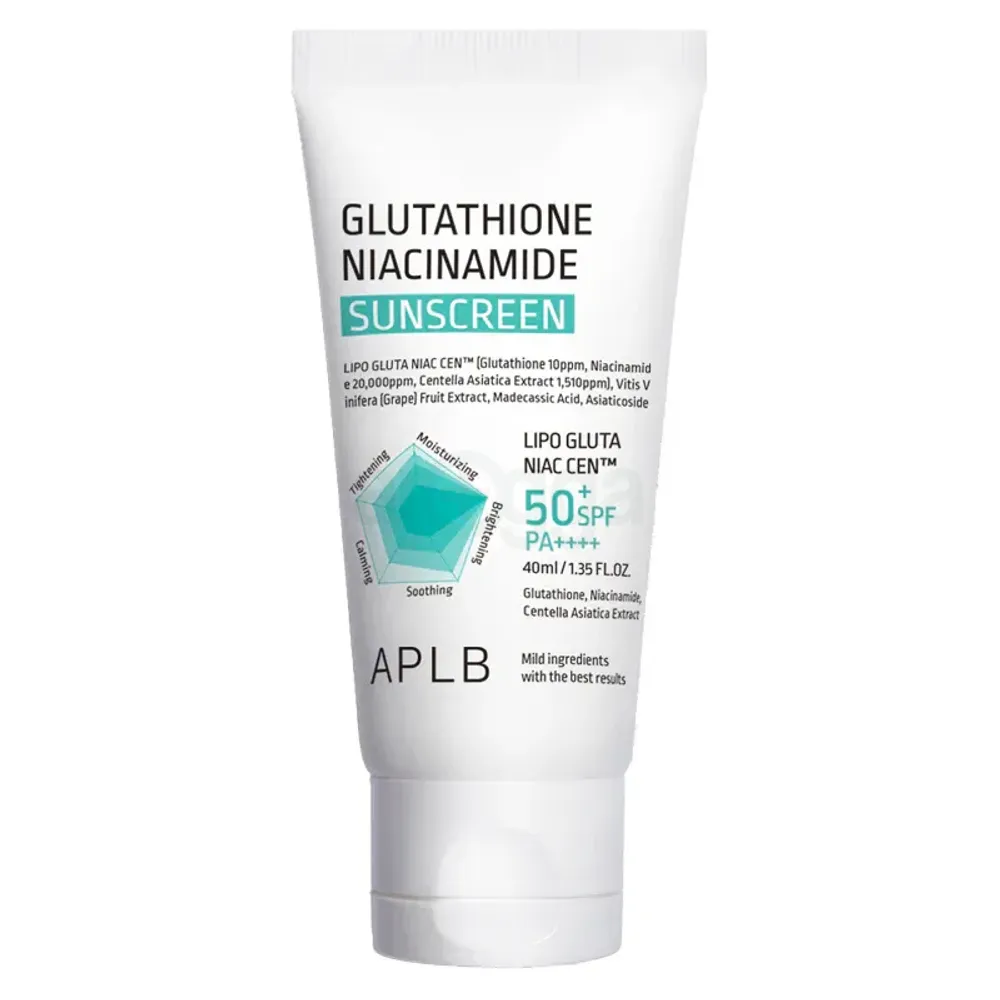 GLUTATHIONE
NIACINAMIDE
SUNSCREEN
LIPO GLUTA NIAC CEN™ (Glutathione 10ppm, Niacinamid
e 20,000ppm, Centella Asiatica Extract 1,510ppm), Vitis V
inifera (Grape) Fruit Extract, Madecassic Acid, Asiaticoside
Moisturizing
Tightening
Brightening
Calming
Soothing
LIPO GLUTA
NIAC CEN™
50+SPF
PA++++
40ml / 1.35 FL.OZ.
Glutathione, Niacinamide,
Centella Asiatica Extract
APLB
Mild ingredients
with the best results